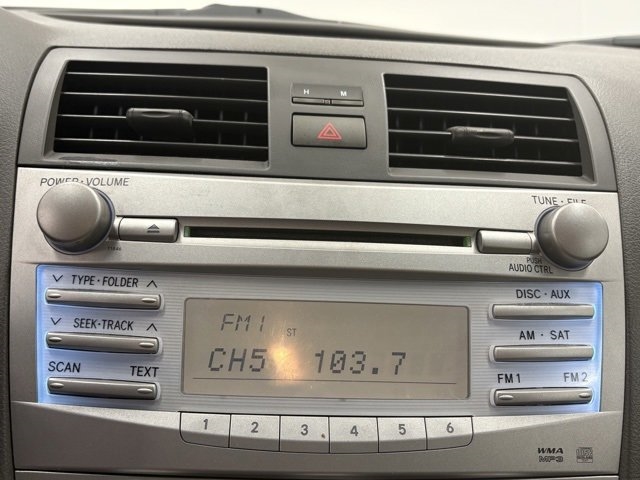 H M
POWER·VOLUME
TUNE·FILE
PUSH
AUDIO CTRL
∨ TYPE·FOLDER ∧
DISC·AUX
∨ SEEK·TRACK ∧
AM·SAT
SCAN TEXT
FM1 FM2
FM1
ST
CH5 103.7
1 2 3 4 5 6
WMA
MP3